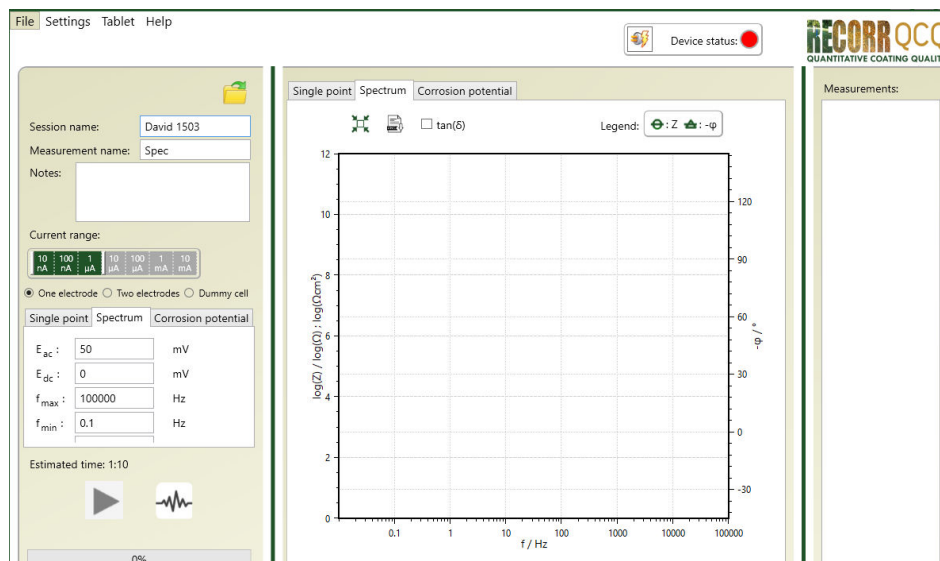 File Settings Tablet Help
Device status:
RECORR QCQ
QUANTITATIVE COATING QUALIT
Session name: David 1503
Measurement name: Spec
Notes:
Current range:
10 nA 100 nA 1 µA 10 µA 100 µA 1 mA 10 mA
One electrode Two electrodes Dummy cell
Single point Spectrum Corrosion potential
Eac : 50 mV
Edc : 0 mV
fmax : 100000 Hz
fmin : 0.1 Hz
Estimated time: 1:10
0%
Single point Spectrum Corrosion potential
tan(δ)
Legend: : Z : -φ
12
10
8
6
4
2
0
log(Z) / log(Ω) ; log(Ωcm²)
120
90
60
30
0
-30
-φ / °
0.1 1 10 100 1000 10000 100000
f / Hz
Measurements: